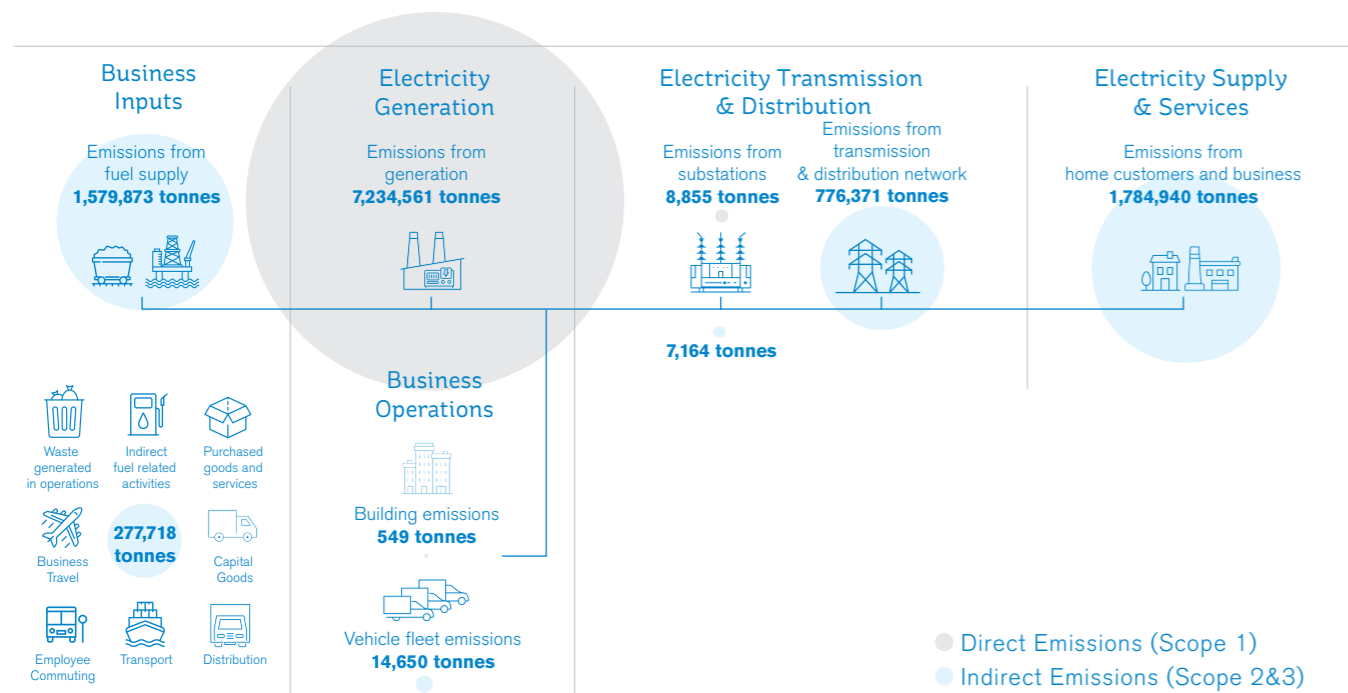 Business
Inputs
Emissions from
fuel supply
1,579,873 tonnes
Electricity
Generation
Emissions from
generation
7,234,561 tonnes
Electricity Transmission
& Distribution
Emissions from
substations
8,855 tonnes
Emissions from
transmission
& distribution network
776,371 tonnes
7,164 tonnes
Electricity Supply
& Services
Emissions from
home customers and business
1,784,940 tonnes
Waste
generated
in operations
Indirect
fuel related
activities
Purchased
goods and
services
Business
Travel
277,718
tonnes
Capital
Goods
Employee
Commuting
Transport
Distribution
Business
Operations
Building emissions
549 tonnes
Vehicle fleet emissions
14,650 tonnes
Direct Emissions (Scope 1)
Indirect Emissions (Scope 2&3)